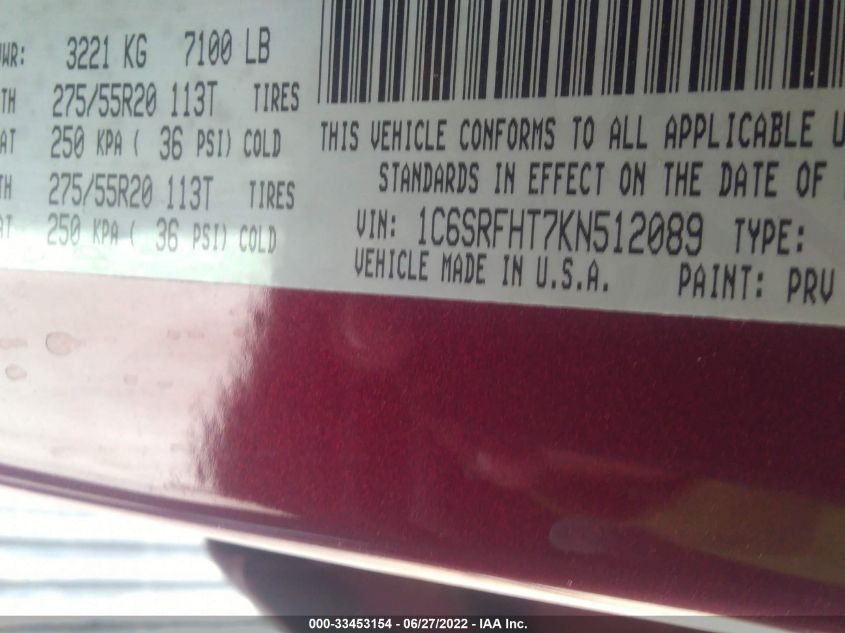 WR: 3221 KG 7100 LB
TH 275/55R20 113T TIRES
AT 250 KPA ( 36 PSI) COLD
TH 275/55R20 113T TIRES
AT 250 KPA ( 36 PSI) COLD
THIS VEHICLE CONFORMS TO ALL APPLICABLE U
STANDARDS IN EFFECT ON THE DATE OF
VIN: 1C6SRFHT7KN512089 TYPE:
VEHICLE MADE IN U.S.A. PAINT: PRV
000-33453154 - 06/27/2022 - IAA Inc.